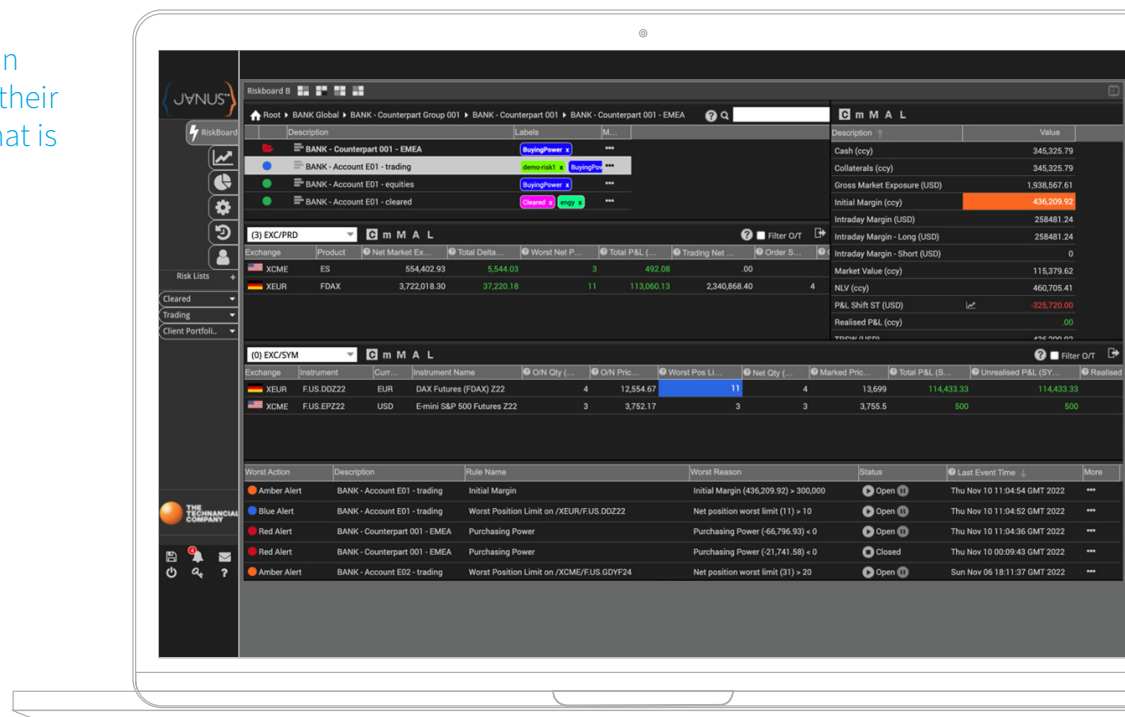 n
their
nat is
JANUS™
RiskBoard
Risk Lists +
Cleared
Trading
Client Portfoli..
THE
TECHNANCIAL
COMPANY
4
?
Riskboard B
Root ▸ BANK Global ▸ BANK - Counterpart Group 001 ▸ BANK - Counterpart 001 ▸ BANK - Counterpart 001 - EMEA ?
Description Labels M...
BANK - Counterpart 001 - EMEA BuyingPower x •••
BANK - Account E01 - trading demo-risk1 x BuyingPov •••
BANK - Account E01 - equities BuyingPower x •••
BANK - Account E01 - cleared Cleared x engy x •••
C m M A L
Description ↑ Value
Cash (ccy) 345,325.79
Collaterals (ccy) 345,325.79
Gross Market Exposure (USD) 1,938,567.61
Initial Margin (ccy) 436,209.92
Intraday Margin (USD) 258481.24
Intraday Margin - Long (USD) 258481.24
Intraday Margin - Short (USD) 0
Market Value (ccy) 115,379.62
NLV (ccy) 460,705.41
P&L Shift ST (USD) -325,720.00
Realised P&L (ccy) .00
(3) EXC/PRD C m M A L ? Filter O/T
Exchange Product Net Market Ex... Total Delta... Worst Net P... Total P&L (... Trading Net ... Order S...
XCME ES 554,402.93 5,544.03 3 492.08 .00
XEUR FDAX 3,722,018.30 37,220.18 11 113,060.13 2,340,868.40 4
(0) EXC/SYM C m M A L ? Filter O/T
Exchange Instrument Curr... Instrument Name O/N Qty (... O/N Pric... Worst Pos Li... Net Qty (... Marked Pric... Total P&L (S... Unrealised P&L (SY... Realised
XEUR F.US.DDZ22 EUR DAX Futures (FDAX) Z22 4 12,554.67 11 4 13,699 114,433.33 114,433.33
XCME F.US.EPZ22 USD E-mini S&P 500 Futures Z22 3 3,752.17 3 3 3,755.5 500 500
Worst Action Description Rule Name Worst Reason Status Last Event Time ↓ More
Amber Alert BANK - Account E01 - trading Initial Margin Initial Margin (436,209.92) > 300,000 Open Thu Nov 10 11:04:54 GMT 2022 •••
Blue Alert BANK - Account E01 - trading Worst Position Limit on /XEUR/F.US.DDZ22 Net position worst limit (11) > 10 Open Thu Nov 10 11:04:52 GMT 2022 •••
Red Alert BANK - Counterpart 001 - EMEA Purchasing Power Purchasing Power (-66,796.93) < 0 Open Thu Nov 10 11:04:36 GMT 2022 •••
Red Alert BANK - Counterpart 001 - EMEA Purchasing Power Purchasing Power (-21,741.58) < 0 Closed Thu Nov 10 00:09:43 GMT 2022 •••
Amber Alert BANK - Account E02 - trading Worst Position Limit on /XCME/F.US.GDYF24 Net position worst limit (31) > 20 Open Sun Nov 06 18:11:37 GMT 2022 •••